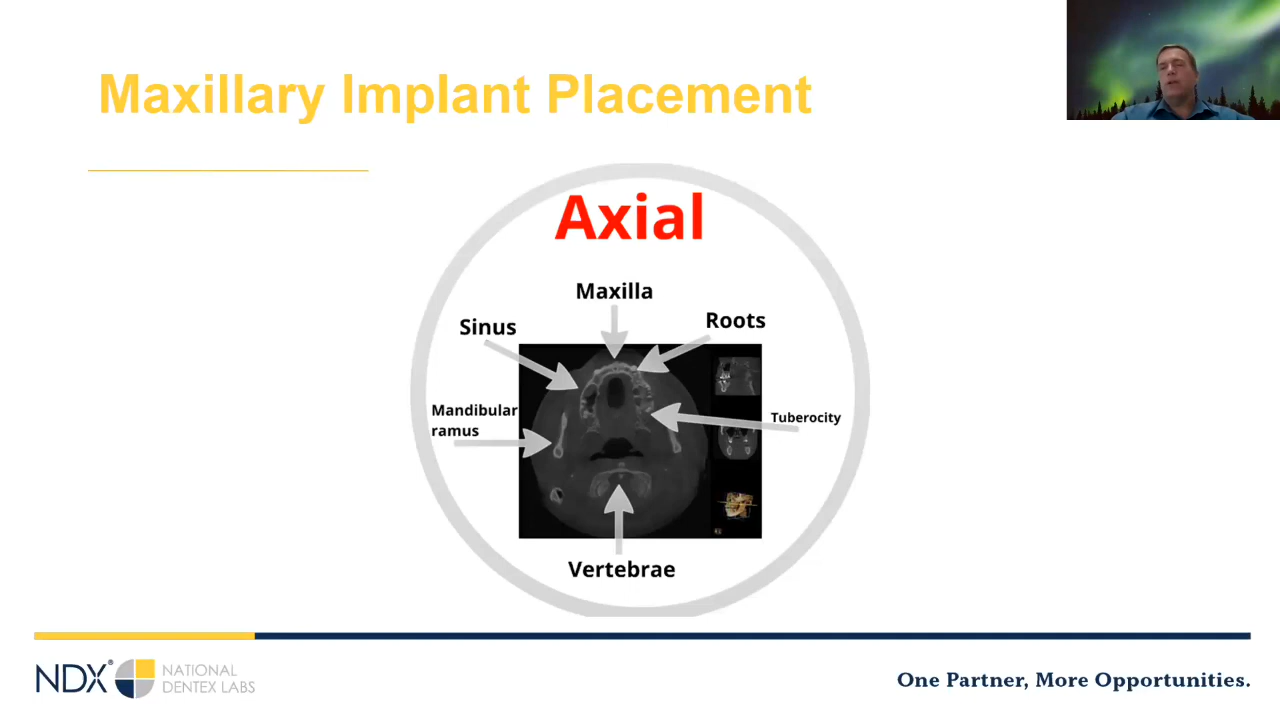 Maxillary Implant Placement
Axial
Maxilla
Sinus
Roots
Mandibular
ramus
Tuberocity
Vertebrae
NDX®
NATIONAL
DENTEX LABS
One Partner, More Opportunities.